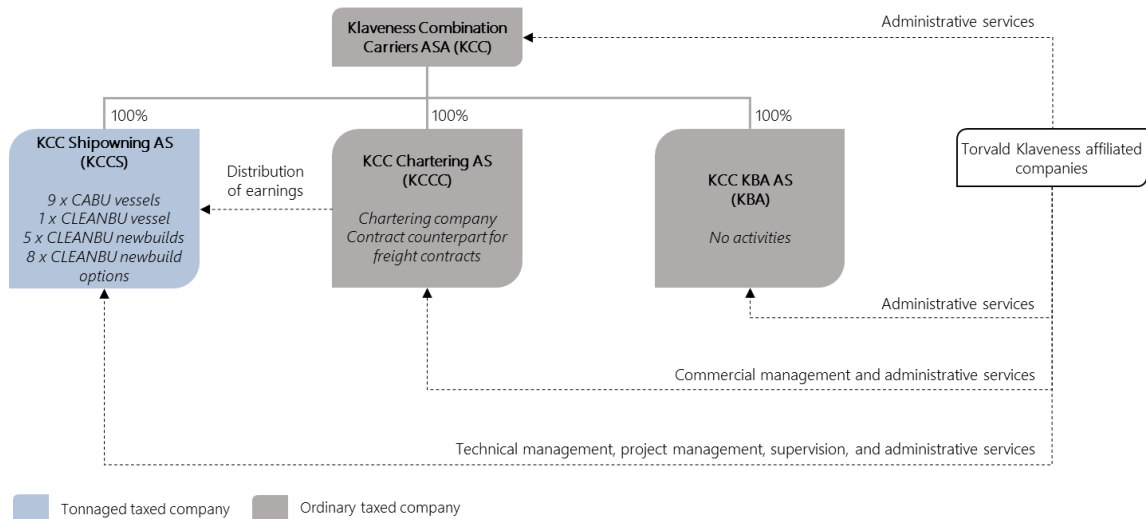 Klaveness Combination
Carriers ASA (KCC)
Administrative services
100%
100%
100%
KCC Shipowning AS
(KCCS)
9 x CABU vessels
1 x CLEANBU vessel
5 x CLEANBU newbuilds
8 x CLEANBU newbuild
options
Distribution
of earnings
KCC Chartering AS
(KCCC)
Chartering company
Contract counterpart for
freight contracts
KCC KBA AS
(KBA)
No activities
Torvald Klaveness affiliated
companies
Administrative services
Commercial management and administrative services
Technical management, project management, supervision, and administrative services
Tonnaged taxed company
Ordinary taxed company